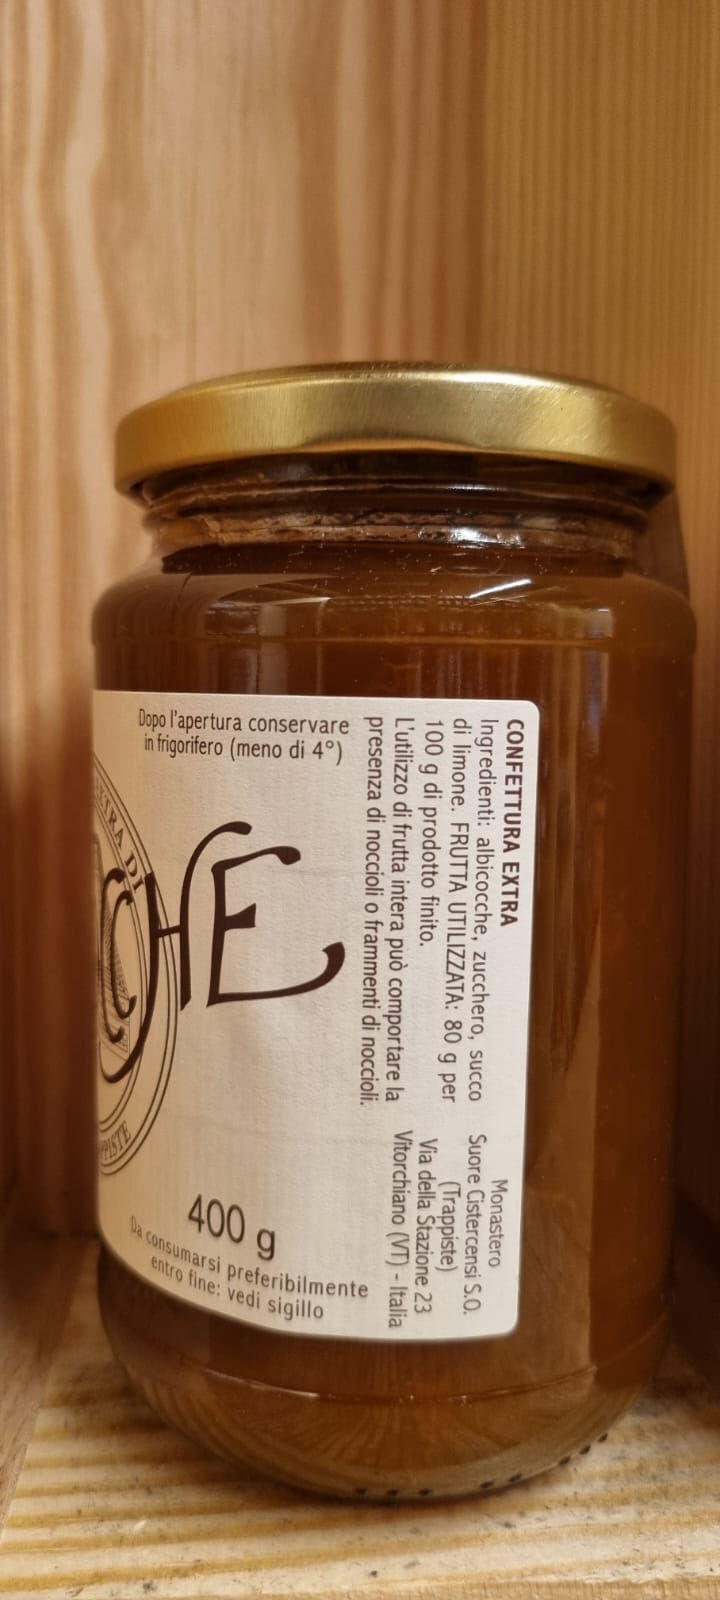 Dopo l'apertura conservare
in frigorifero (meno di 4°)
EXTRA DI
CHE
400 g
Da consumarsi preferibilmente
entro fine: vedi sigillo
CONFETTURA EXTRA
Ingredienti: albicocche, zucchero, succo
di limone. FRUTTA UTILIZZATA: 80 g per
100 g di prodotto finito.
L'utilizzo di frutta intera può comportare la
presenza di noccioli o frammenti di noccioli.
Monastero
Suore Cistercensi S.O.
(Trappiste)
Via della Stazione 23
Vitorchiano (VT) - Italia